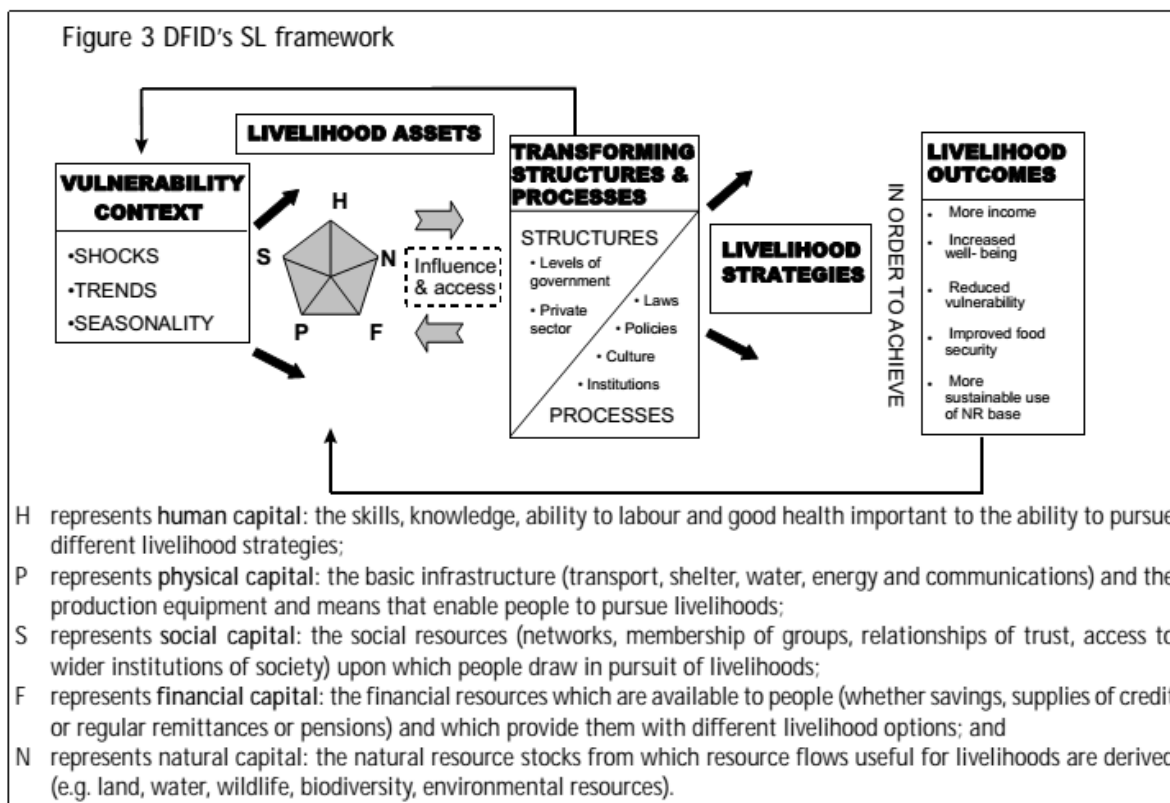 Figure 3 DFID's SL framework
LIVELIHOOD ASSETS
VULNERABILITY
CONTEXT
•SHOCKS
•TRENDS
•SEASONALITY
H
S
N
P
F
Influence
& access
TRANSFORMING
STRUCTURES &
PROCESSES
STRUCTURES
• Levels of
government
• Private
sector
• Laws
• Policies
• Culture
• Institutions
PROCESSES
LIVELIHOOD
STRATEGIES
IN ORDER TO ACHIEVE
LIVELIHOOD
OUTCOMES
• More income
• Increased
well- being
• Reduced
vulnerability
• Improved food
security
• More
sustainable use
of NR base
H represents human capital: the skills, knowledge, ability to labour and good health important to the ability to pursue
different livelihood strategies;
P represents physical capital: the basic infrastructure (transport, shelter, water, energy and communications) and the
production equipment and means that enable people to pursue livelihoods;
S represents social capital: the social resources (networks, membership of groups, relationships of trust, access to
wider institutions of society) upon which people draw in pursuit of livelihoods;
F represents financial capital: the financial resources which are available to people (whether savings, supplies of credit
or regular remittances or pensions) and which provide them with different livelihood options; and
N represents natural capital: the natural resource stocks from which resource flows useful for livelihoods are derived
(e.g. land, water, wildlife, biodiversity, environmental resources).